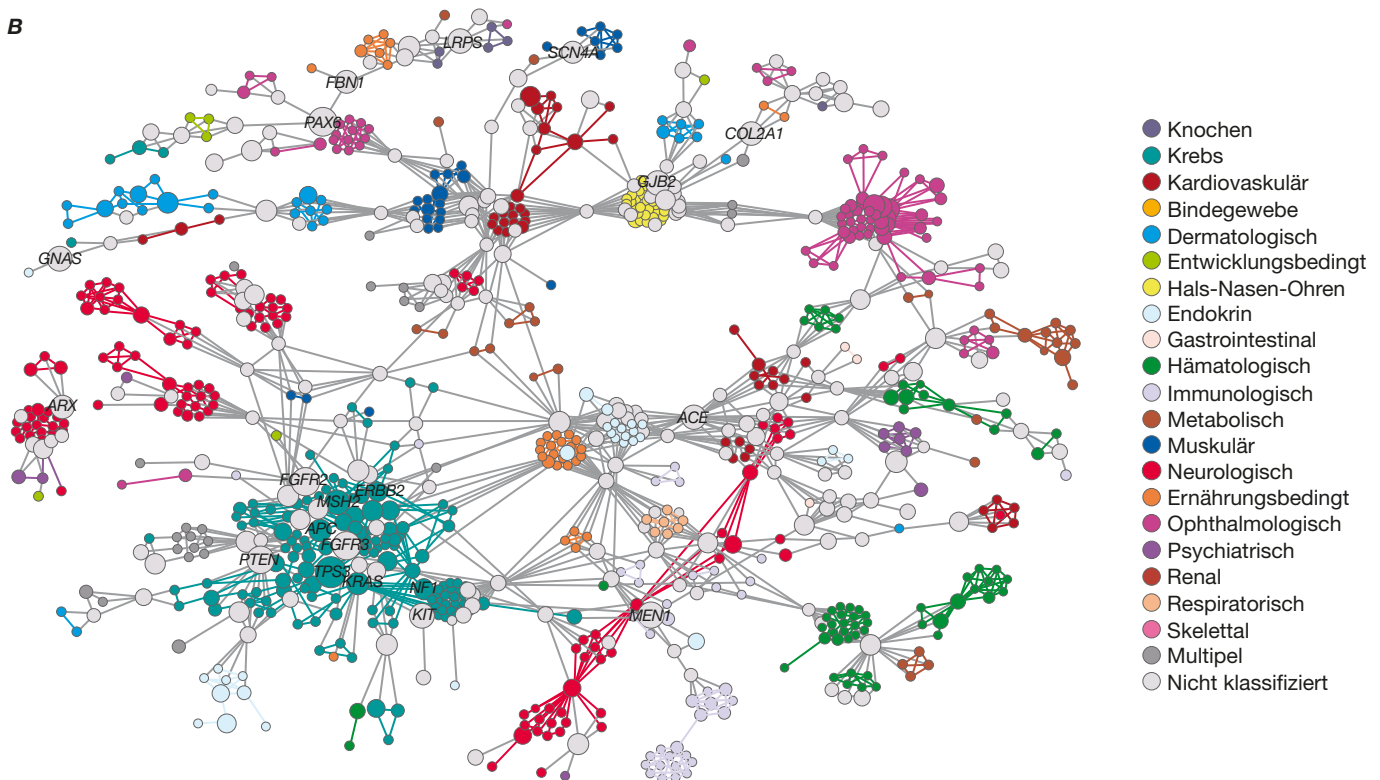 B
LRPS
SCN4A
FBN1
PAX6
COL2A1
GJB2
GNAS
ARX
ACE
FGFR2
ERBB2
MSH2
APC
FGFR3
PTEN
TPS3
KRAS
NF1
KIT
MEN1
Knochen
Krebs
Kardiovaskulär
Bindegewebe
Dermatologisch
Entwicklungsbedingt
Hals-Nasen-Ohren
Endokrin
Gastrointestinal
Hämatologisch
Immunologisch
Metabolisch
Muskulär
Neurologisch
Ernährungsbedingt
Ophthalmologisch
Psychiatrisch
Renal
Respiratorisch
Skelettal
Multipel
Nicht klassifiziert